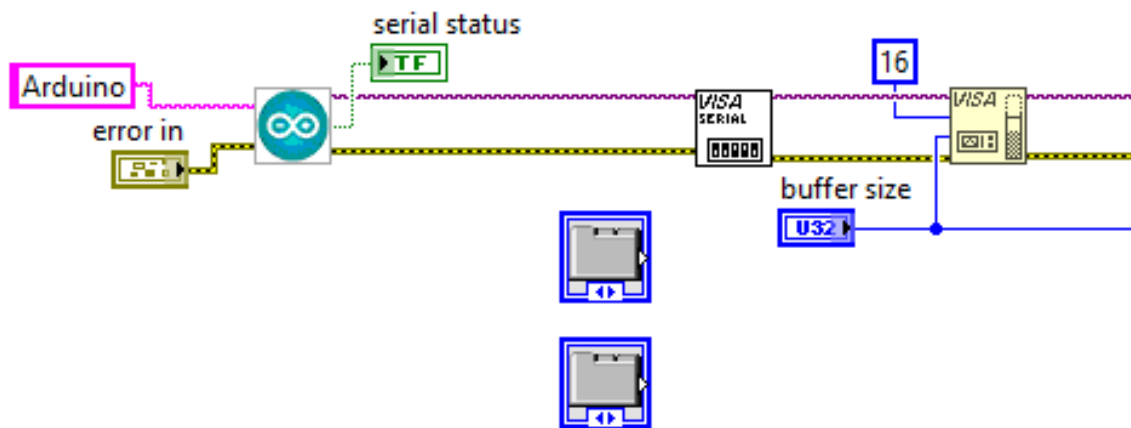 serial status
TF
Arduino
error in
VISA
SERIAL
16
VISA
buffer size
U32